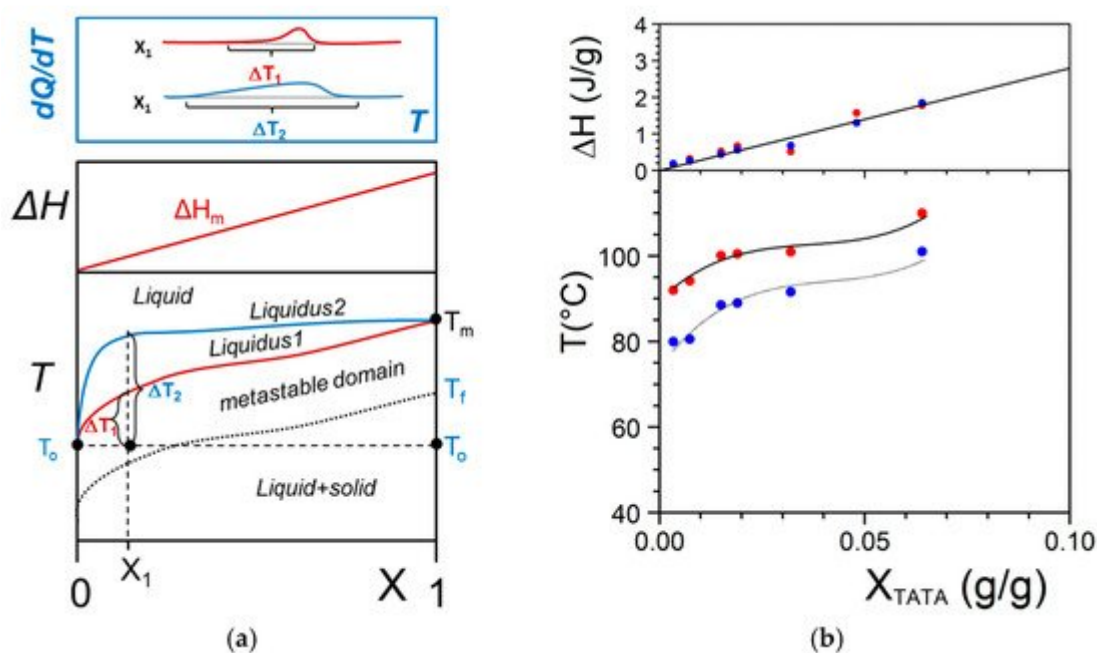 dQ/dT
X₁
ΔT₁
X₁
ΔT₂
T
ΔH
ΔHₘ
Liquid
Liquidus2
Tₘ
Liquidus1
T
metastable domain
ΔT₂
T_f
ΔT₁
Tₒ
Tₒ
Liquid+solid
X₁
0
X
1
(a)
ΔH (J/g)
4
3
2
1
0
T(°C)
100
80
60
40
0.00
0.05
0.10
X_TATA (g/g)
(b)